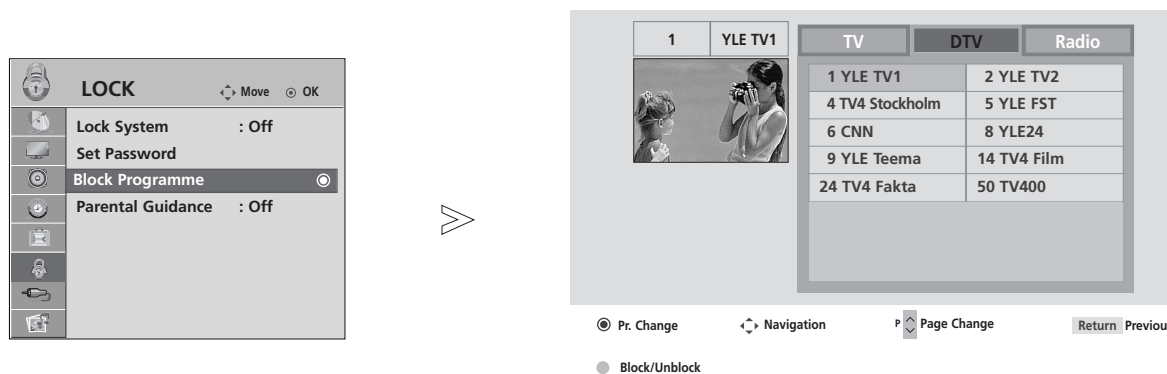 LOCK
Move OK
Lock System : Off
Set Password
Block Programme
Parental Guidance : Off
1 YLE TV1
TV DTV Radio
1 YLE TV1 2 YLE TV2
4 TV4 Stockholm 5 YLE FST
6 CNN 8 YLE24
9 YLE Teema 14 TV4 Film
24 TV4 Fakta 50 TV400
Pr. Change Navigation P Page Change Return Previou
Block/Unblock